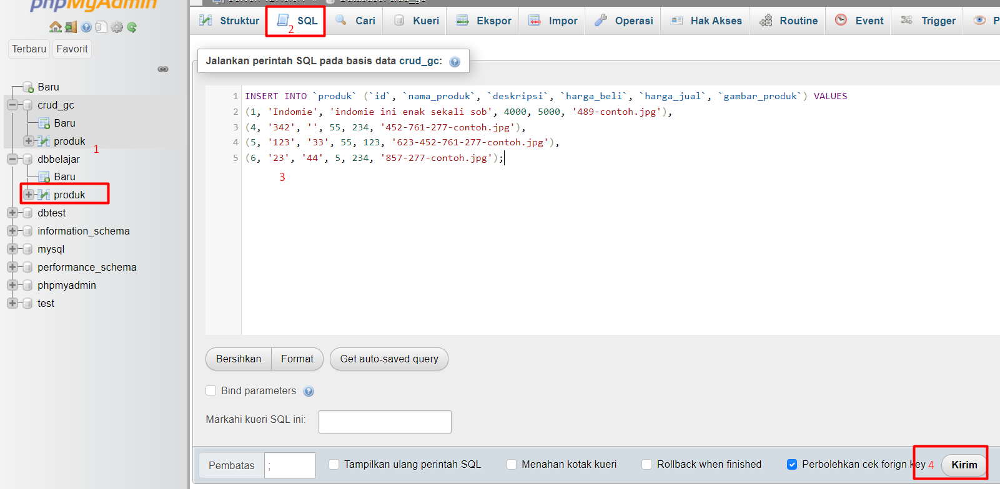 phpMyAdmin
Terbaru
Favorit
Baru
crud_gc
Baru
produk
1
dbbelajar
Baru
produk
dbtest
information_schema
mysql
performance_schema
phpmyadmin
test
Struktur
SQL
2
Cari
Kueri
Ekspor
Impor
Operasi
Hak Akses
Routine
Event
Trigger
Jalankan perintah SQL pada basis data crud_gc:
1 INSERT INTO `produk` (`id`, `nama_produk`, `deskripsi`, `harga_beli`, `harga_jual`, `gambar_produk`) VALUES
2 (1, 'Indomie', 'indomie ini enak sekali sob', 4000, 5000, '489-contoh.jpg'),
3 (4, '342', '', 55, 234, '452-761-277-contoh.jpg'),
4 (5, '123', '33', 55, 123, '623-452-761-277-contoh.jpg'),
5 (6, '23', '44', 5, 234, '857-277-contoh.jpg');
3
Bersihkan
Format
Get auto-saved query
Bind parameters
Markahi kueri SQL ini:
Pembatas
;
Tampilkan ulang perintah SQL
Menahan kotak kueri
Rollback when finished
Perbolehkan cek forign key
4
Kirim